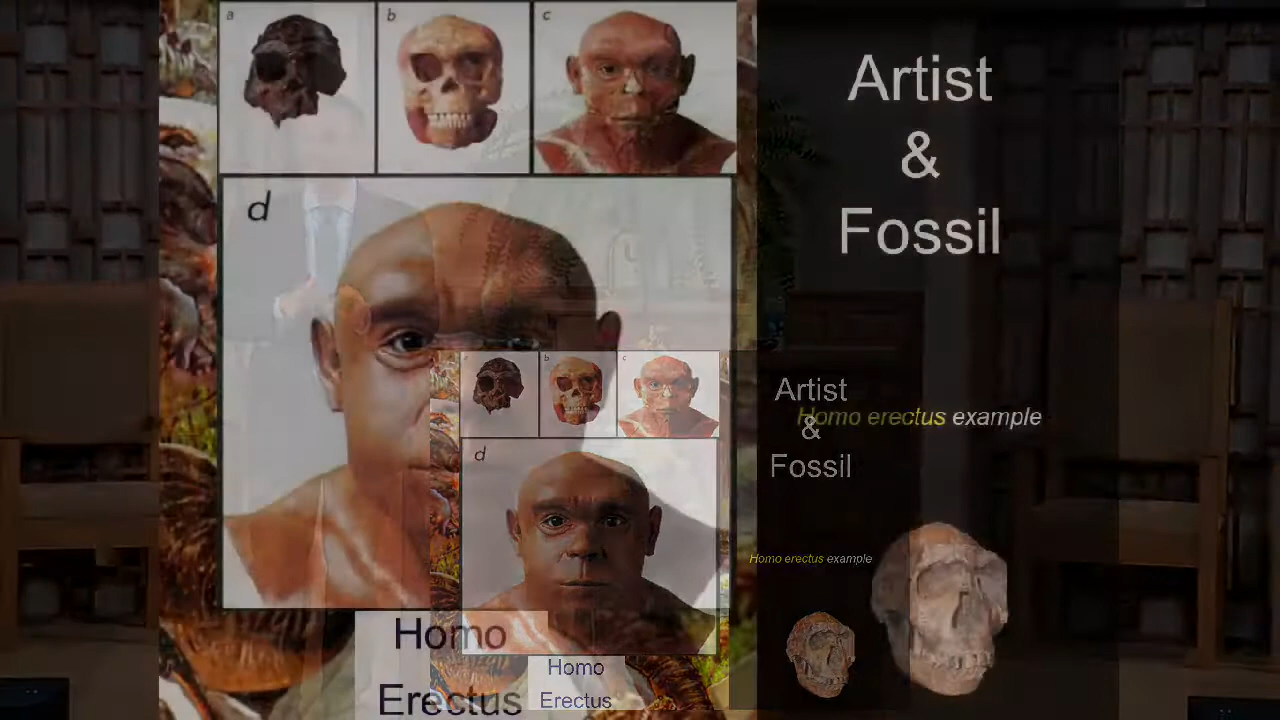 a
b
c
Artist
&
Fossil
d
a
b
c
Artist
&
Fossil
Homo erectus example
d
Homo erectus example
Homo
Erectus
Homo
Erectus